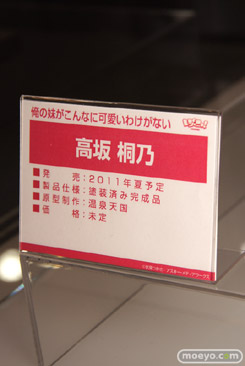 俺の妹がこんなに可愛いわけがない
高坂 桐乃
■発　売：2011年夏予定
■製品仕様：塗装済み完成品
■原型制作：温泉天国
■価　格：未定
moeyo.com